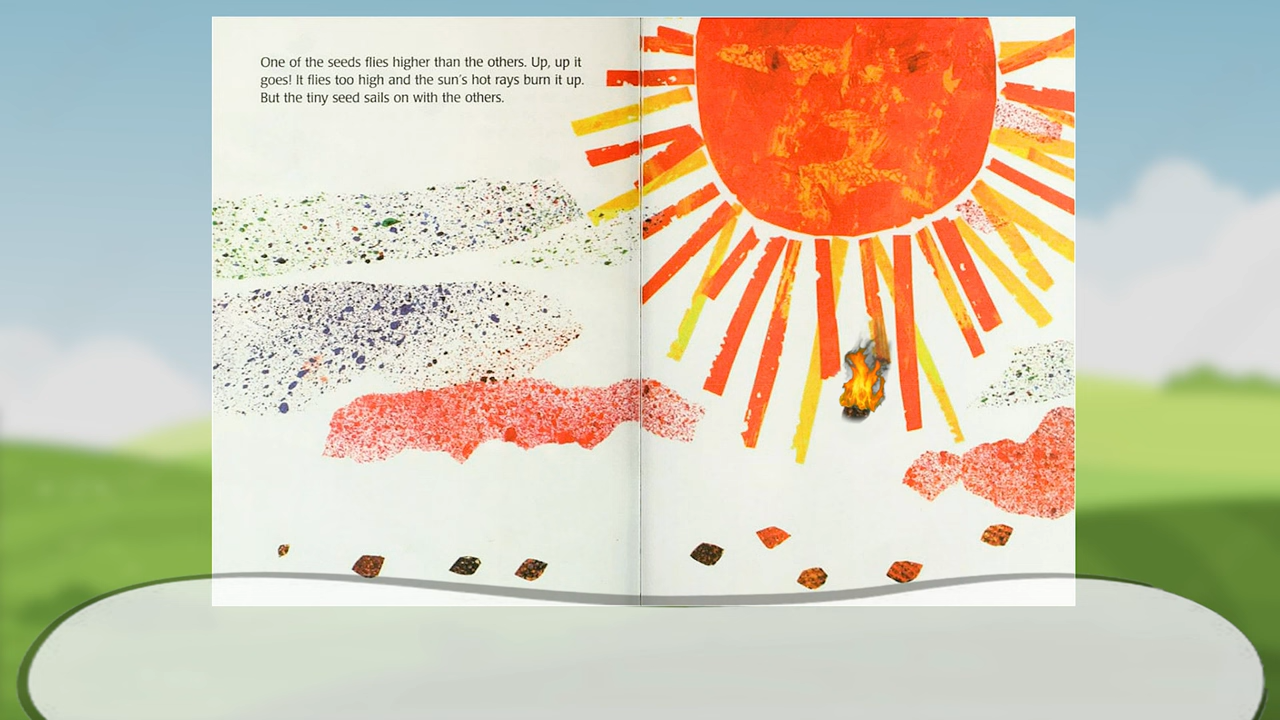 One of the seeds flies higher than the others. Up, up it
goes! It flies too high and the sun's hot rays burn it up.
But the tiny seed sails on with the others.